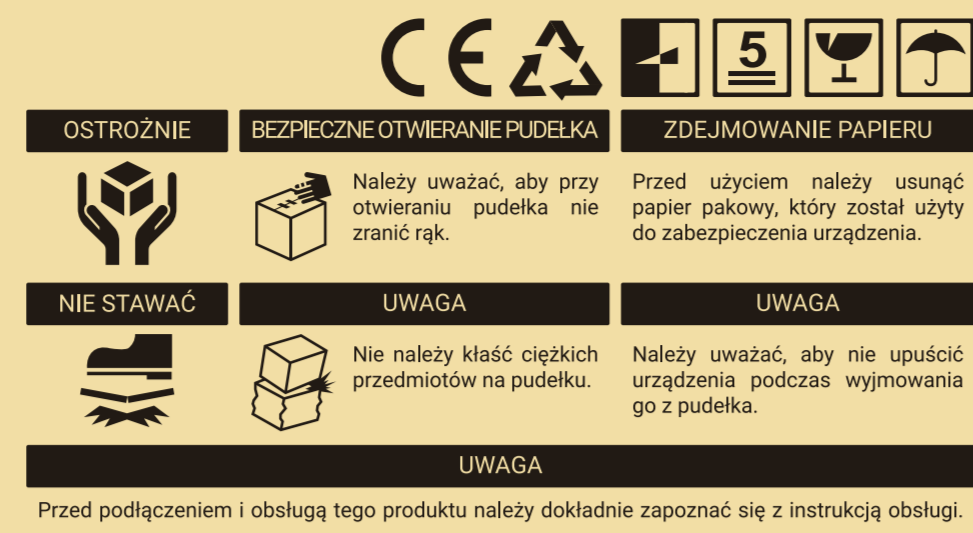 CE
5
OSTROŻNIE
BEZPIECZNE OTWIERANIE PUDEŁKA
ZDEJMOWANIE PAPIERU
Należy uważać, aby przy
otwieraniu pudełka nie
zranić rąk.
Przed użyciem należy usunąć
papier pakowy, który został użyty
do zabezpieczenia urządzenia.
NIE STAWAĆ
UWAGA
UWAGA
Nie należy kłaść ciężkich
przedmiotów na pudełku.
Należy uważać, aby nie upuścić
urządzenia podczas wyjmowania
go z pudełka.
UWAGA
Przed podłączeniem i obsługą tego produktu należy dokładnie zapoznać się z instrukcją obsługi.